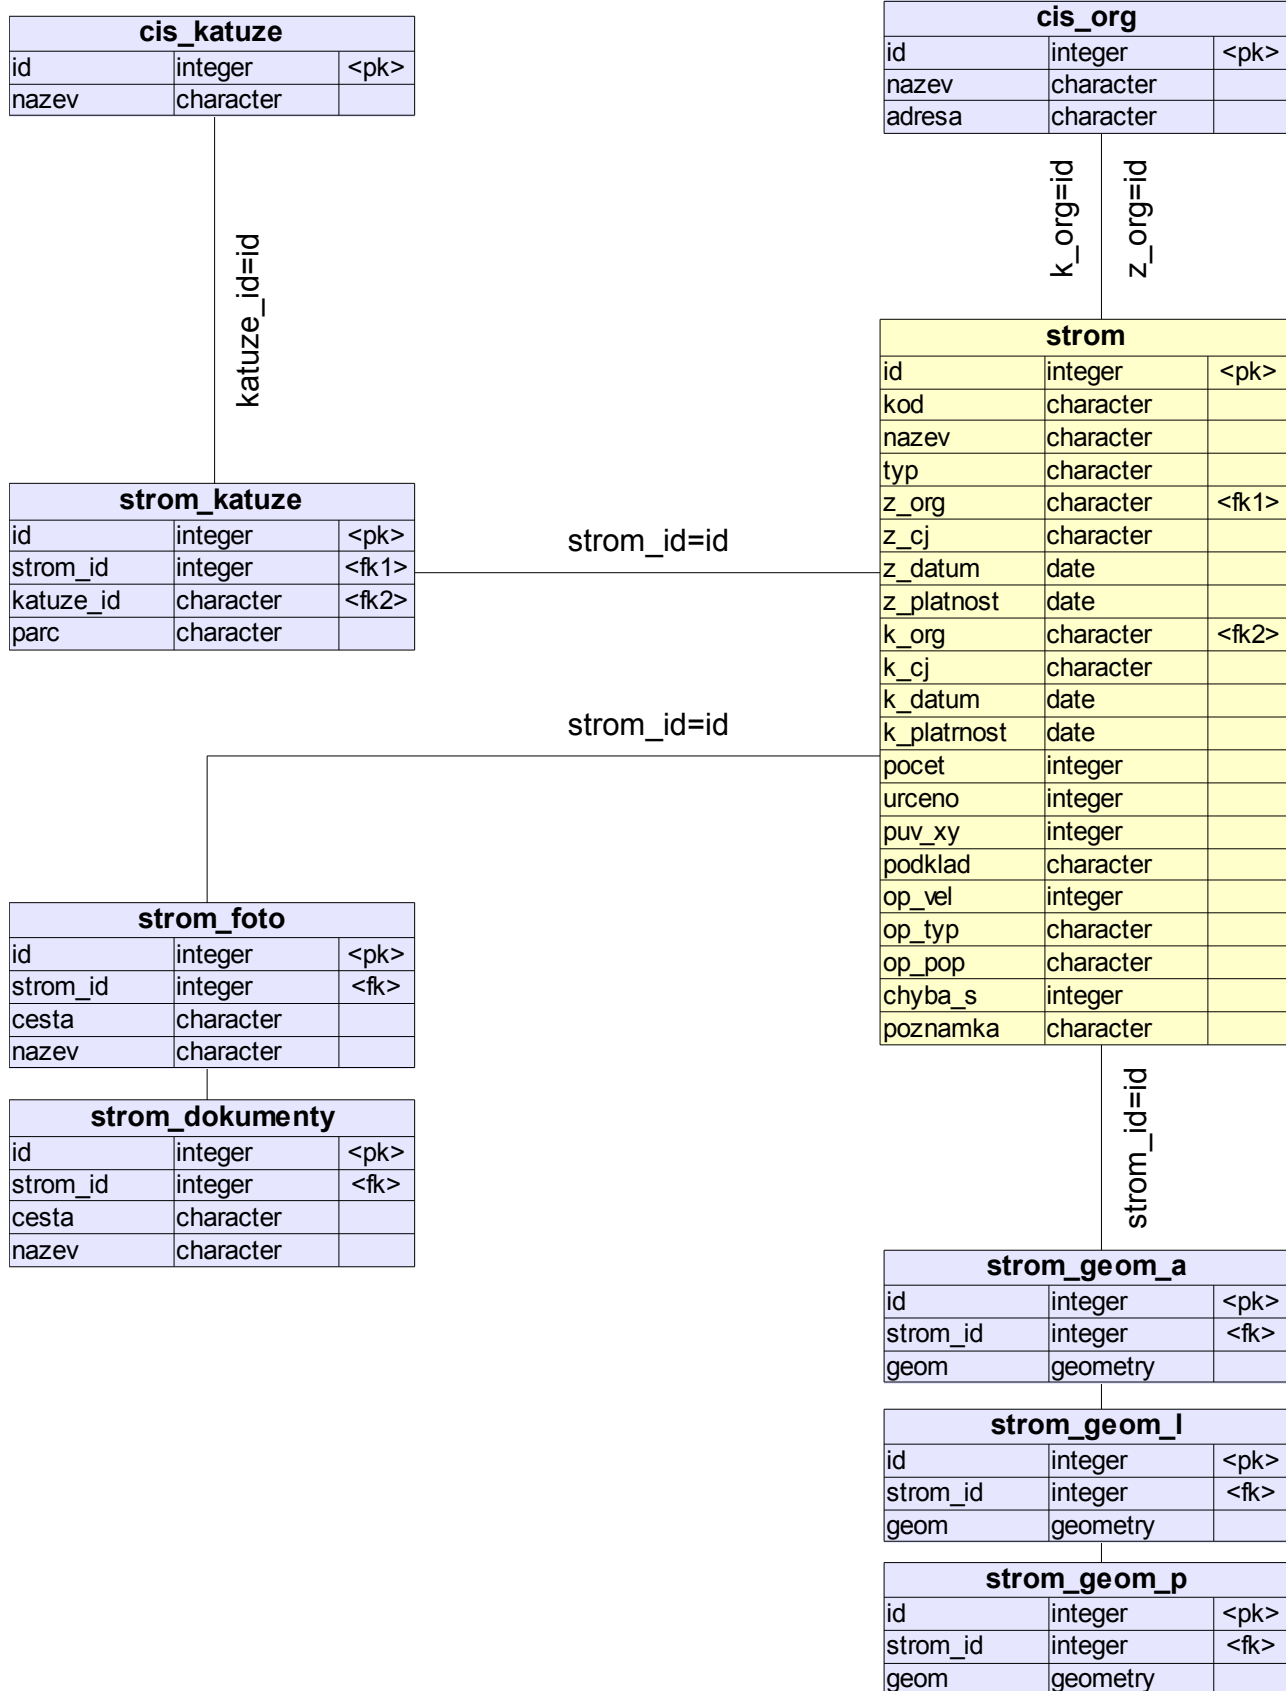 cis_katuze
id integer <pk>
nazev character
cis_org
id integer <pk>
nazev character
adresa character
katuze_id=id
k_org=id
z_org=id
strom_katuze
id integer <pk>
strom_id integer <fk1>
katuze_id character <fk2>
parc character
strom_id=id
strom
id integer <pk>
kod character
nazev character
typ character
z_org character <fk1>
z_cj character
z_datum date
z_platnost date
k_org character <fk2>
k_cj character
k_datum date
k_platrnost date
pocet integer
urceno integer
puv_xy integer
podklad character
op_vel integer
op_typ character
op_pop character
chyba_s integer
poznamka character
strom_id=id
strom_foto
id integer <pk>
strom_id integer <fk>
cesta character
nazev character
strom_dokumenty
id integer <pk>
strom_id integer <fk>
cesta character
nazev character
strom_id=id
strom_geom_a
id integer <pk>
strom_id integer <fk>
geom geometry
strom_geom_l
id integer <pk>
strom_id integer <fk>
geom geometry
strom_geom_p
id integer <pk>
strom_id integer <fk>
geom geometry